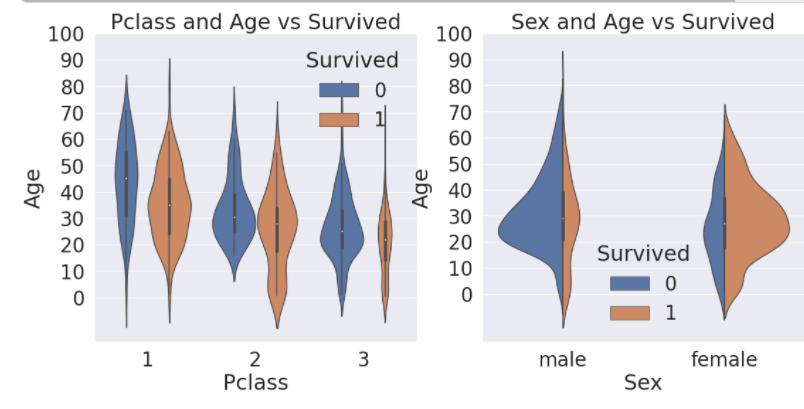 Pclass and Age vs Survived
100
90
80
70
60
50
40
30
20
10
0
Age
Survived
0
1
1 2 3
Pclass
Sex and Age vs Survived
100
90
80
70
60
50
40
30
20
10
0
Age
Survived
0
1
male female
Sex